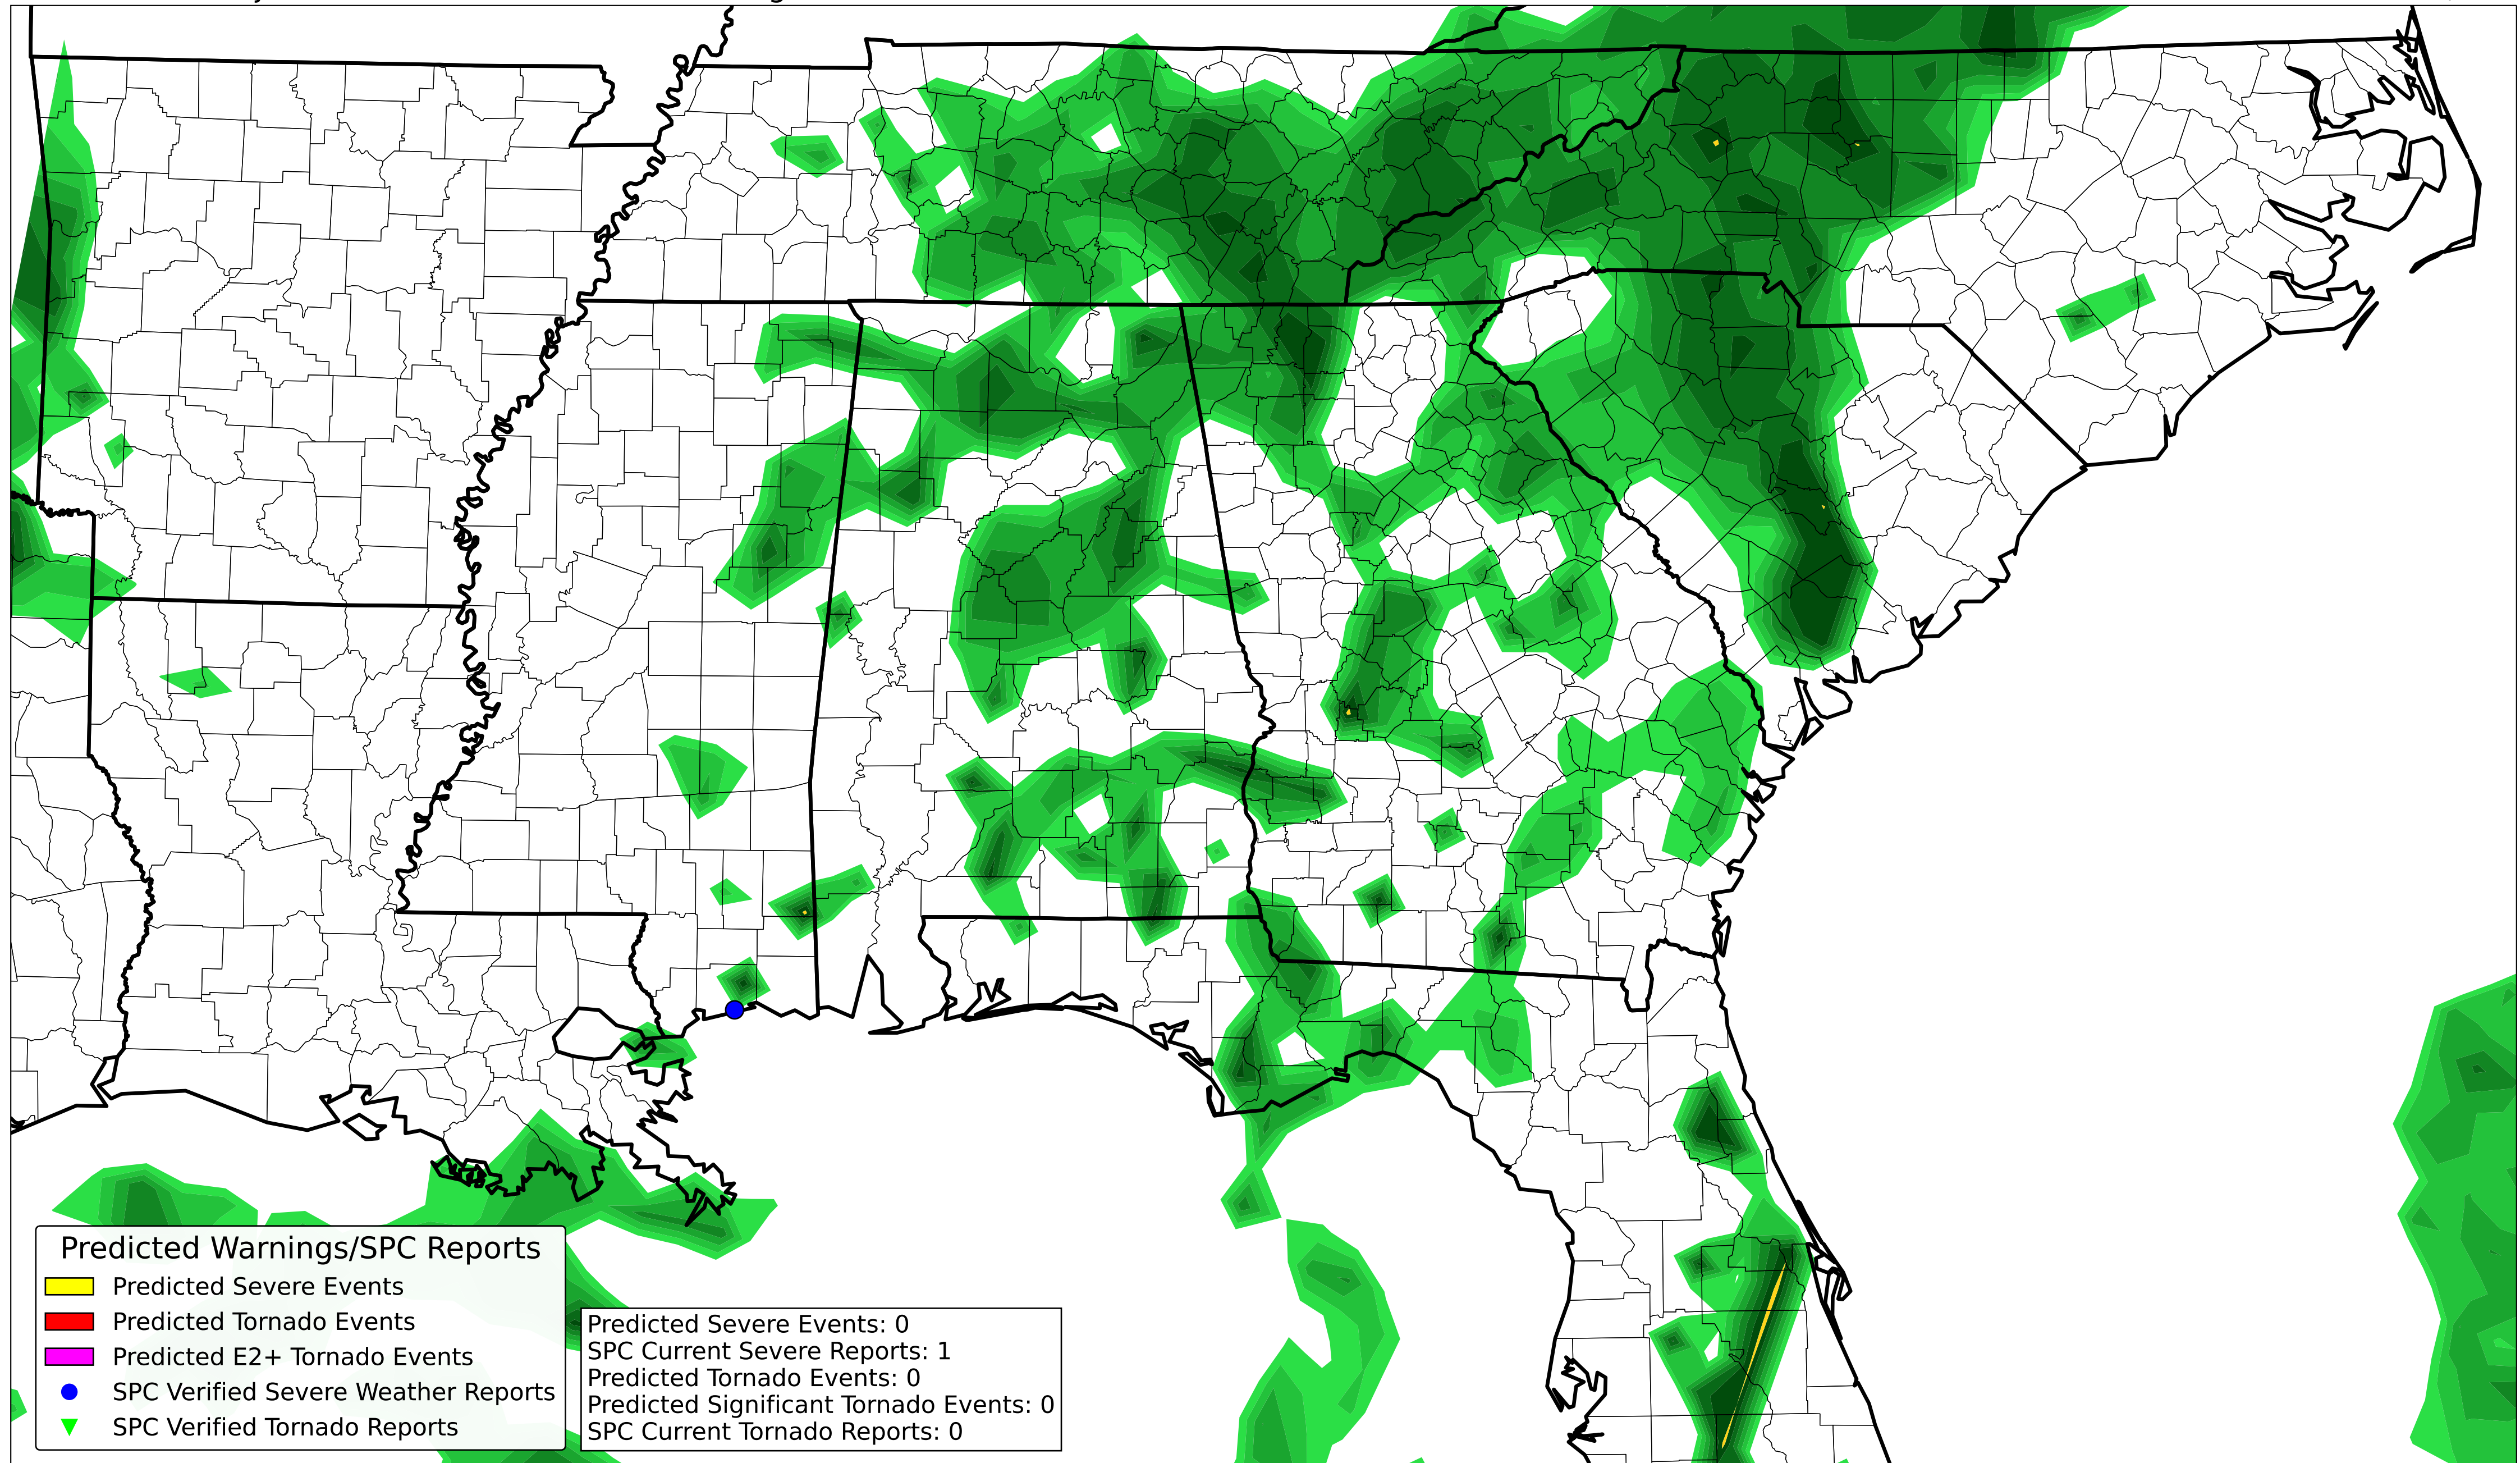 Predicted Warnings/SPC Reports
Predicted Severe Events
Predicted Tornado Events
Predicted E2+ Tornado Events
SPC Verified Severe Weather Reports
SPC Verified Tornado Reports
Predicted Severe Events: 0
SPC Current Severe Reports: 1
Predicted Tornado Events: 0
Predicted Significant Tornado Events: 0
SPC Current Tornado Reports: 0